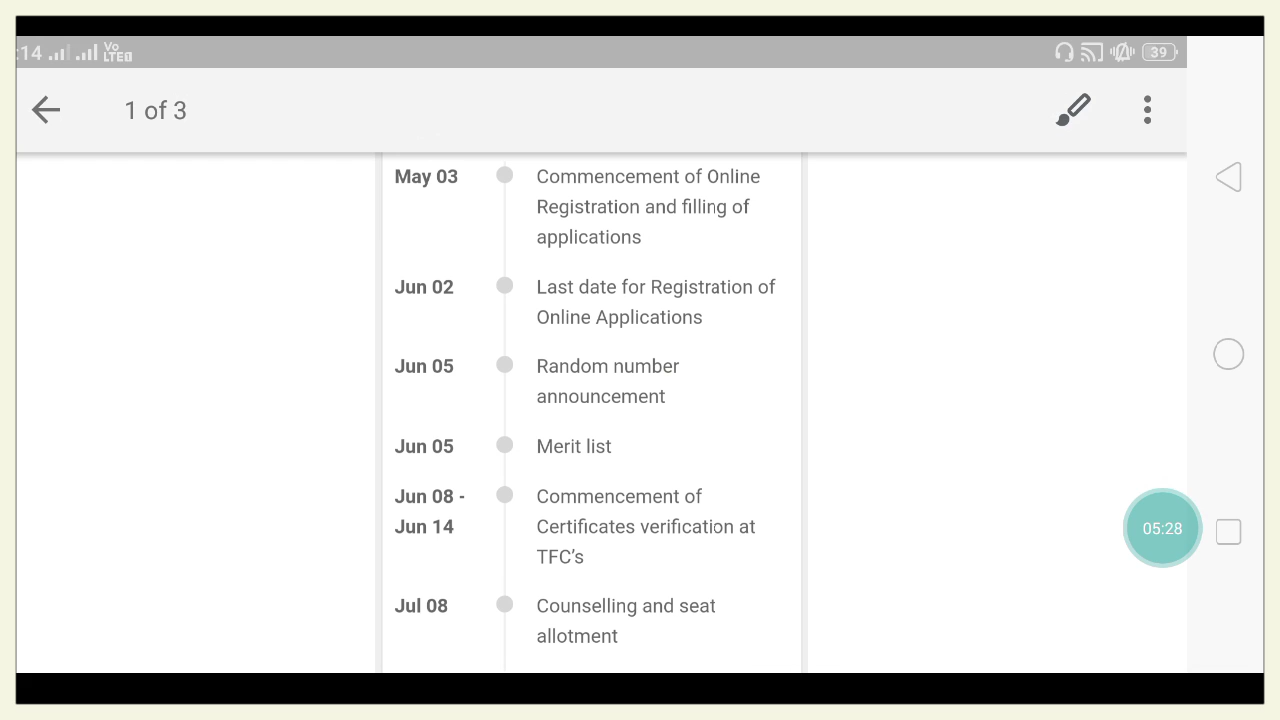 :14 Vo LTE1 39
1 of 3
May 03 Commencement of Online
Registration and filling of
applications
Jun 02 Last date for Registration of
Online Applications
Jun 05 Random number
announcement
Jun 05 Merit list
Jun 08 - Commencement of
Jun 14 Certificates verification at
TFC’s
05:28
Jul 08 Counselling and seat
allotment